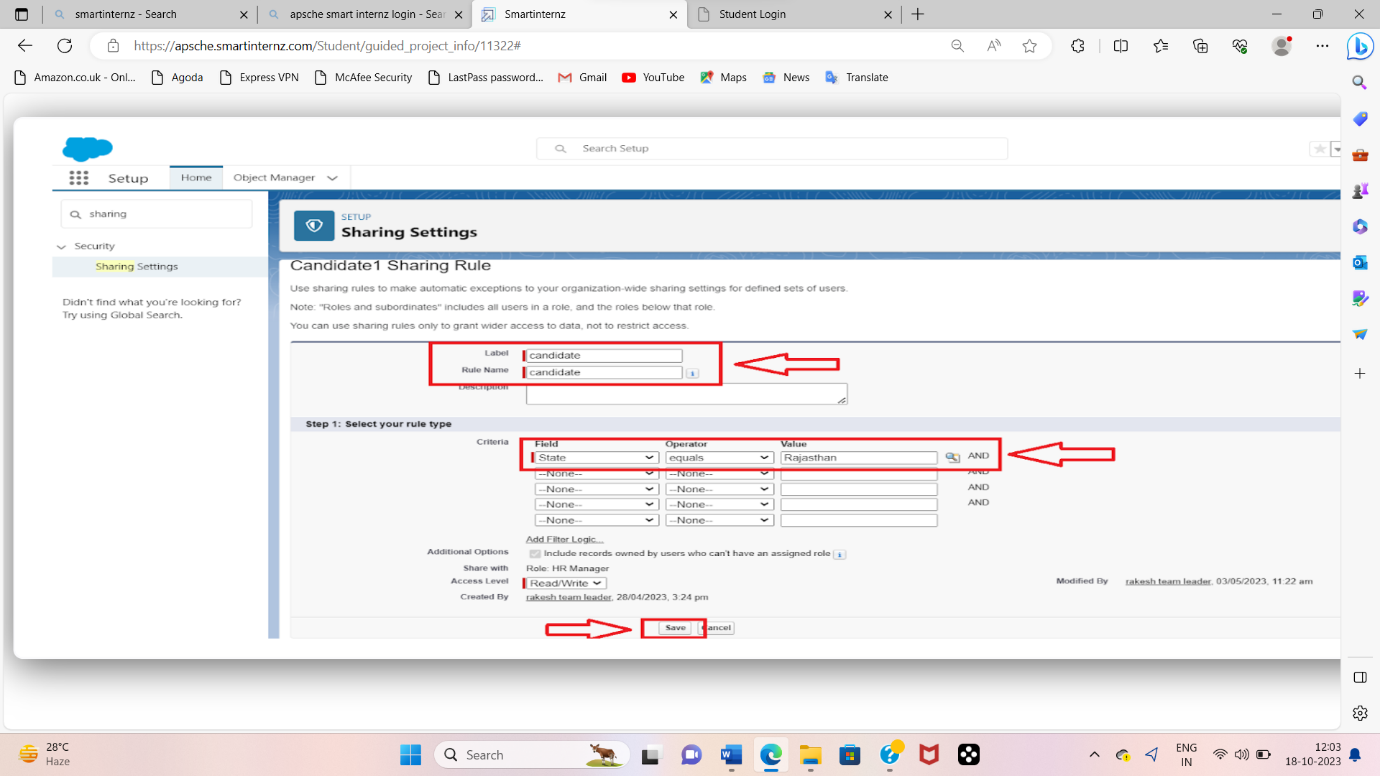 smartinternz - Search
apsche smart internz login - Sear
Smartinternz
Student Login
https://apsche.smartinternz.com/Student/guided_project_info/11322#
Amazon.co.uk - Onl...
Agoda
Express VPN
McAfee Security
LastPass password...
Gmail
YouTube
Maps
News
Translate
Search Setup
Setup
Home
Object Manager
sharing
Security
Sharing Settings
Didn't find what you're looking for?
Try using Global Search.
SETUP
Sharing Settings
Candidate1 Sharing Rule
Use sharing rules to make automatic exceptions to your organization-wide sharing settings for defined sets of users.
Note: "Roles and subordinates" includes all users in a role, and the roles below that role.
You can use sharing rules only to grant wider access to data, not to restrict access.
Label candidate
Rule Name candidate
Description
Step 1: Select your rule type
Criteria Field Operator Value
State equals Rajasthan AND
--None-- --None-- AND
--None-- --None-- AND
--None-- --None-- AND
--None-- --None--
Add Filter Logic...
Additional Options Include records owned by users who can't have an assigned role
Share with Role: HR Manager
Access Level Read/Write Modified By rakesh team leader, 03/05/2023, 11:22 am
Created By rakesh team leader, 28/04/2023, 3:24 pm
Save Cancel
28°C
Haze
Search
ENG
IN
12:03
18-10-2023